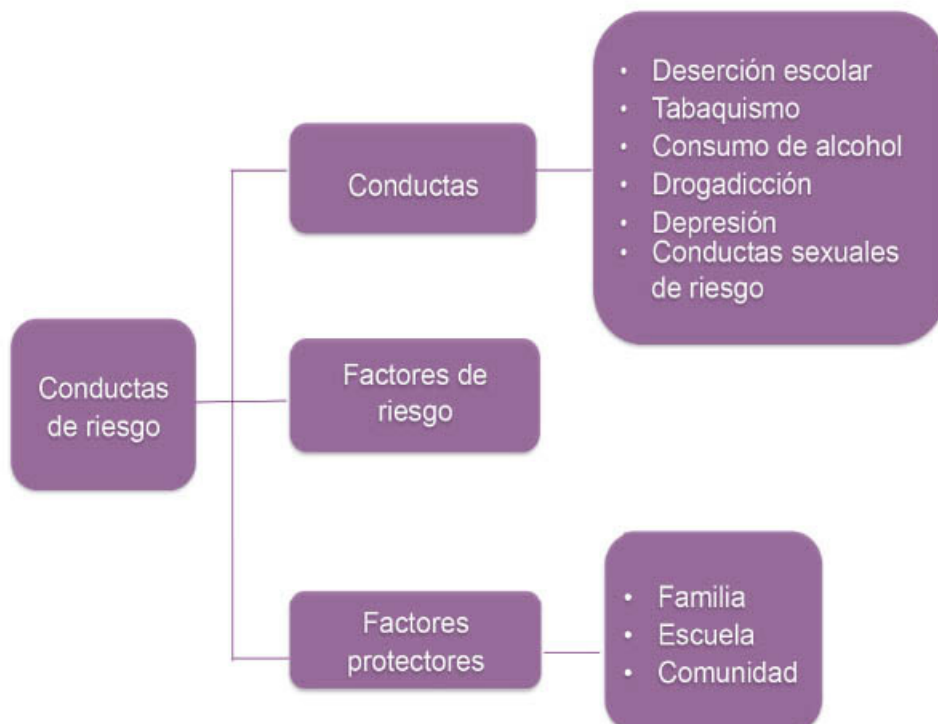 Conductas
de riesgo
Conductas
• Deserción escolar
• Tabaquismo
• Consumo de alcohol
• Drogadicción
• Depresión
• Conductas sexuales
de riesgo
Factores de
riesgo
Factores
protectores
• Familia
• Escuela
• Comunidad